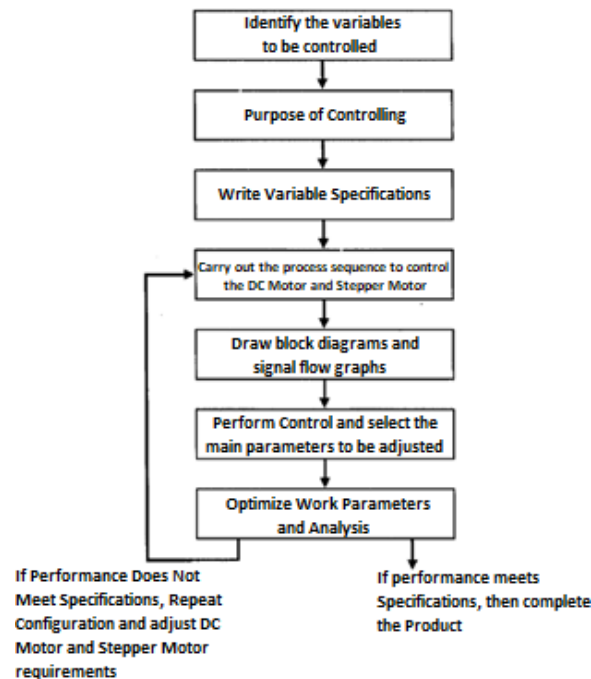 Identify the variables
to be controlled
Purpose of Controlling
Write Variable Specifications
Carry out the process sequence to control
the DC Motor and Stepper Motor
Draw block diagrams and
signal flow graphs
Perform Control and select the
main parameters to be adjusted
Optimize Work Parameters
and Analysis
If Performance Does Not
Meet Specifications, Repeat
Configuration and adjust DC
Motor and Stepper Motor
requirements
If performance meets
Specifications, then complete
the Product